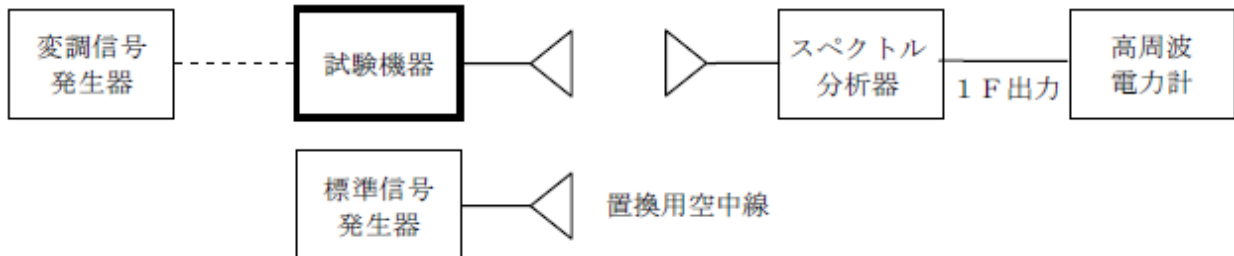 変調信号
発生器
試験機器
スペクトル
分析器
1F出力
高周波
電力計
標準信号
発生器
置換用空中線